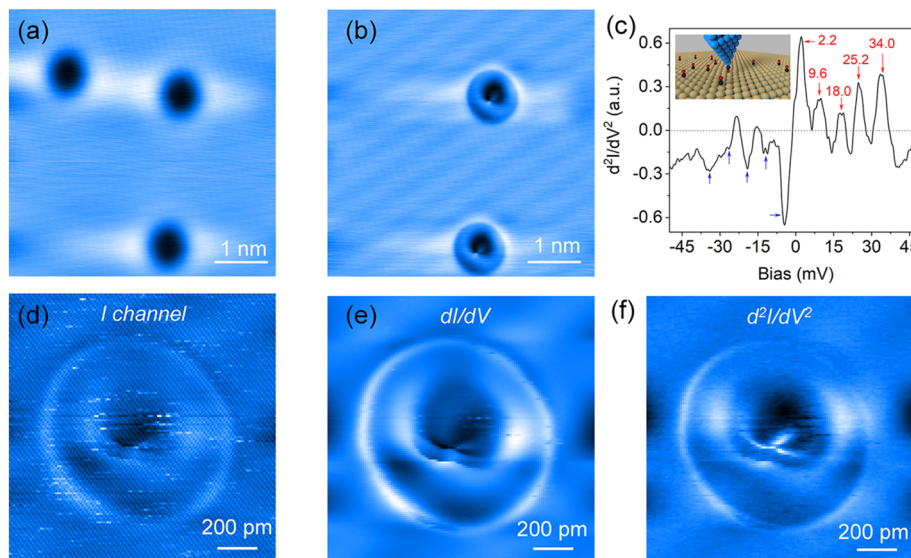 (a)
1 nm
(b)
1 nm
(c)
d²I/dV² (a.u.)
0.6
0.3
0.0
-0.3
-0.6
2.2
9.6
18.0
25.2
34.0
-45 -30 -15 0 15 30 45
Bias (mV)
(d)
I channel
200 pm
(e)
dI/dV
200 pm
(f)
d²I/dV²
200 pm